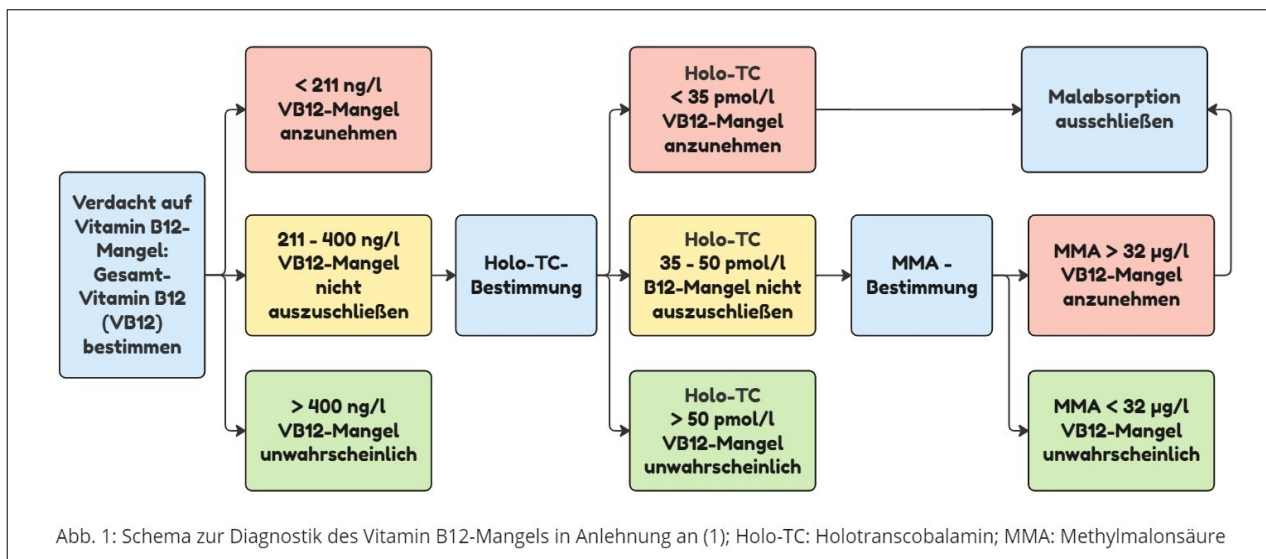 Verdacht auf
Vitamin B12-
Mangel:
Gesamt-
Vitamin B12
(VB12)
bestimmen
< 211 ng/l
VB12-Mangel
anzunehmen
211 - 400 ng/l
VB12-Mangel
nicht
auszuschließen
> 400 ng/l
VB12-Mangel
unwahrscheinlich
Holo-TC-
Bestimmung
Holo-TC
< 35 pmol/l
VB12-Mangel
anzunehmen
Holo-TC
35 - 50 pmol/l
B12-Mangel nicht
auszuschließen
Holo-TC
> 50 pmol/l
VB12-Mangel
unwahrscheinlich
MMA -
Bestimmung
Malabsorption
ausschließen
MMA > 32 µg/l
VB12-Mangel
anzunehmen
MMA < 32 µg/l
VB12-Mangel
unwahrscheinlich
Abb. 1: Schema zur Diagnostik des Vitamin B12-Mangels in Anlehnung an (1); Holo-TC: Holotranscobalamin; MMA: Methylmalonsäure